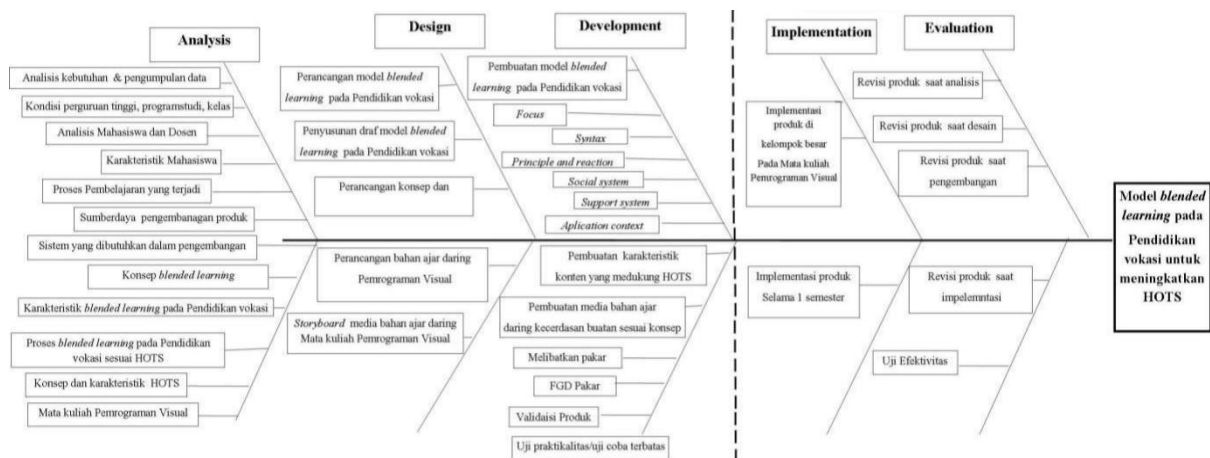 Analysis
Analisis kebutuhan & pengumpulan data
Kondisi perguruan tinggi, programstudi, kelas
Analisis Mahasiswa dan Dosen
Karakteristik Mahasiswa
Proses Pembelajaran yang terjadi
Sumberdaya pengembanagan produk
Sistem yang dibutuhkan dalam pengembangan
Konsep blended learning
Karakteristik blended learning pada Pendidikan vokasi
Proses blended learning pada Pendidikan
vokasi sesuai HOTS
Konsep dan karakteristik HOTS
Mata kuliah Pemrograman Visual
Design
Perancangan model blended
learning pada Pendidikan vokasi
Penyusunan draf model blended
learning pada Pendidikan vokasi
Perancangan konsep dan
Perancangan bahan ajar daring
Pemrograman Visual
Storyboard media bahan ajar daring
Mata kuliah Pemrograman Visual
Development
Pembuatan model blended
learning pada Pendidikan vokasi
Focus
Syntax
Principle and reaction
Social system
Support system
Aplication context
Pembuatan karakteristik
konten yang medukung HOTS
Pembuatan media bahan ajar
daring kecerdasan buatan sesuai konsep
Melibatkan pakar
FGD Pakar
Validaisi Produk
Uji praktikalitas/uji coba terbatas
Implementation
Implementasi
produk di
kelompok besar
Pada Mata kuliah
Pemrograman Visual
Implementasi produk
Selama 1 semester
Evaluation
Revisi produk saat analisis
Revisi produk saat desain
Revisi produk saat
pengembangan
Revisi produk saat
impelemntasi
Uji Efektivitas
Model blended
learning pada
Pendidikan
vokasi untuk
meningkatkan
HOTS